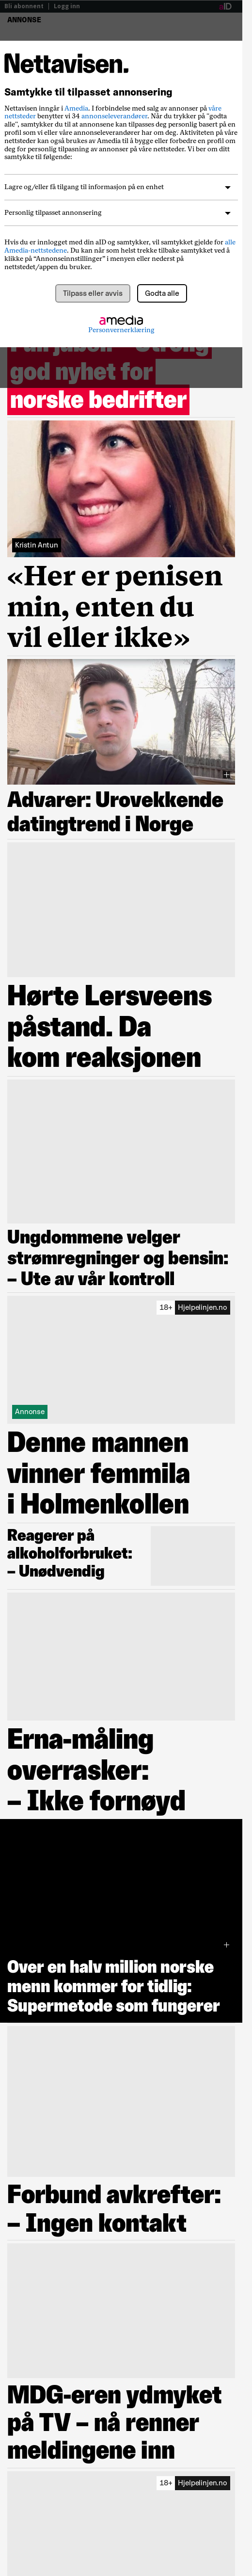 Bli abonnent | Logg inn
aID
ANNONSE
Nettavisen.
Samtykke til tilpasset annonsering
Nettavisen inngår i Amedia. I forbindelse med salg av annonser på våre
nettsteder benytter vi 34 annonseleverandører. Når du trykker på "godta
alle", samtykker du til at annonsene kan tilpasses deg personlig basert på en
profil med data eller våre annonseleverandører har om deg. Aktiviteten på våre
nettsteder kan også brukes av Amedia til å bygge eller forbedre en profil om
deg for personlig tilpassing av annonser på våre nettsteder. Vi ber om ditt
samtykke til følgende:
Lagre og/eller få tilgang til informasjon på en enhet
Personlig tilpasset annonsering
Hvis du er innlogget med din aID og samtykker, vil samtykket gjelde for alle
Amedia-nettstedene. Du kan når som helst trekke tilbake samtykket ved å
klikke på “Annonseinnstillinger” i menyen eller nederst på
nettstedet/appen du bruker.
Tilpass eller avvis
Godta alle
amedia
Personvernerklæring
god nyhet for
norske bedrifter
Kristin Antun
«Her er penisen
min, enten du
vil eller ikke»
Advarer: Urovekkende
datingtrend i Norge
Hørte Lersveens
påstand. Da
kom reaksjonen
Ungdommene velger
strømregninger og bensin:
– Ute av vår kontroll
18+ Hjelpelinjen.no
Annonse
Denne mannen
vinner femmila
i Holmenkollen
Reagerer på
alkoholforbruket:
– Unødvendig
Erna-måling
overrasker:
– Ikke fornøyd
Over en halv million norske
menn kommer for tidlig:
Supermetode som fungerer
Forbund avkrefter:
– Ingen kontakt
MDG-eren ydmyket
på TV – nå renner
meldingene inn
18+ Hjelpelinjen.no